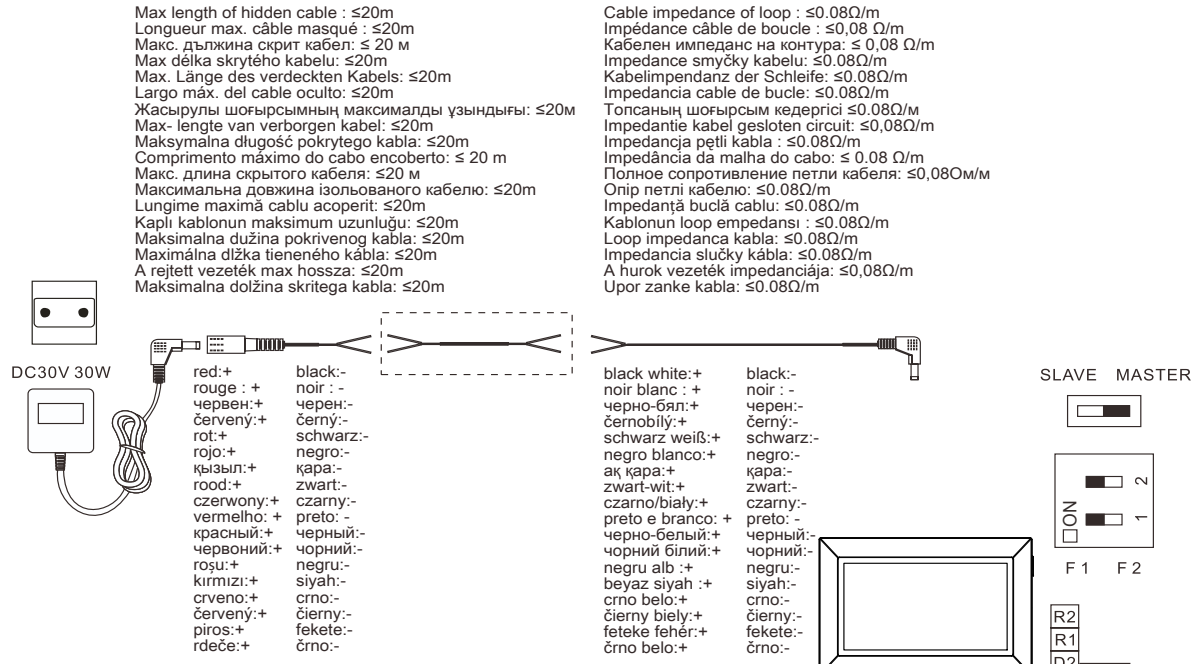 Max length of hidden cable : ≤20m
Longueur max. câble masqué : ≤20m
Макс. дължина скрит кабел: ≤ 20 м
Max délka skrytého kabelu: ≤20m
Max. Länge des verdeckten Kabels: ≤20m
Largo máx. del cable oculto: ≤20m
Жасырулы шоғырсымның максималды ұзындығы: ≤20м
Max- lengte van verborgen kabel: ≤20m
Maksymalna długość pokrytego kabla: ≤20m
Comprimento máximo do cabo encoberto: ≤ 20 m
Макс. длина скрытого кабеля: ≤20 м
Максимальна довжина ізольованого кабелю: ≤20m
Lungime maximă cablu acoperit: ≤20m
Kaplı kablonun maksimum uzunluğu: ≤20m
Maksimalna dužina pokrivenog kabla: ≤20m
Maximálna dlžka tieneného kábla: ≤20m
A rejtett vezeték max hossza: ≤20m
Maksimalna dolžina skritega kabla: ≤20m
Cable impedance of loop : ≤0.08Ω/m
Impédance câble de boucle : ≤0,08 Ω/m
Кабелен импеданс на контура: ≤ 0,08 Ω/m
Impedance smyčky kabelu: ≤0.08Ω/m
Kabelimpendanz der Schleife: ≤0.08Ω/m
Impedancia cable de bucle: ≤0.08Ω/m
Топсаның шоғырсым кедергісі ≤0.08Ω/м
Impedantie kabel gesloten circuit: ≤0,08Ω/m
Impedancja pętli kabla : ≤0.08Ω/m
Impedância da malha do cabo: ≤ 0.08 Ω/m
Полное сопротивление петли кабеля: ≤0,08Ом/м
Опір петлі кабелю: ≤0.08Ω/m
Impedanță buclă cablu: ≤0.08Ω/m
Kablonun loop empedansı : ≤0.08Ω/m
Loop impedanca kabla: ≤0.08Ω/m
Impedancia slučky kábla: ≤0.08Ω/m
A hurok vezeték impedanciája: ≤0,08Ω/m
Upor zanke kabla: ≤0.08Ω/m
DC30V 30W
red:+ black:-
rouge : + noir : -
червен:+ черен:-
červený:+ černý:-
rot:+ schwarz:-
rojo:+ negro:-
қызыл:+ қара:-
rood:+ zwart:-
czerwony:+ czarny:-
vermelho: + preto: -
красный:+ черный:-
червоний:+ чорний:-
roşu:+ negru:-
kırmızı:+ siyah:-
crveno:+ crno:-
červený:+ čierny:-
piros:+ fekete:-
rdeče:+ črno:-
black white:+ black:-
noir blanc : + noir : -
черно-бял:+ черен:-
černobílý:+ černý:-
schwarz weiß:+ schwarz:-
negro blanco:+ negro:-
ақ қара:+ қара:-
zwart-wit:+ zwart:-
czarno/biały:+ czarny:-
preto e branco: + preto: -
черно-белый:+ черный:-
чорний білий:+ чорний:-
negru alb :+ negru:-
beyaz siyah :+ siyah:-
crno belo:+ crno:-
čierny biely:+ čierny:-
feteke fehér:+ fekete:-
črno belo:+ črno:-
SLAVE MASTER
2
1
ON
F1 F2
R2
R1
D2